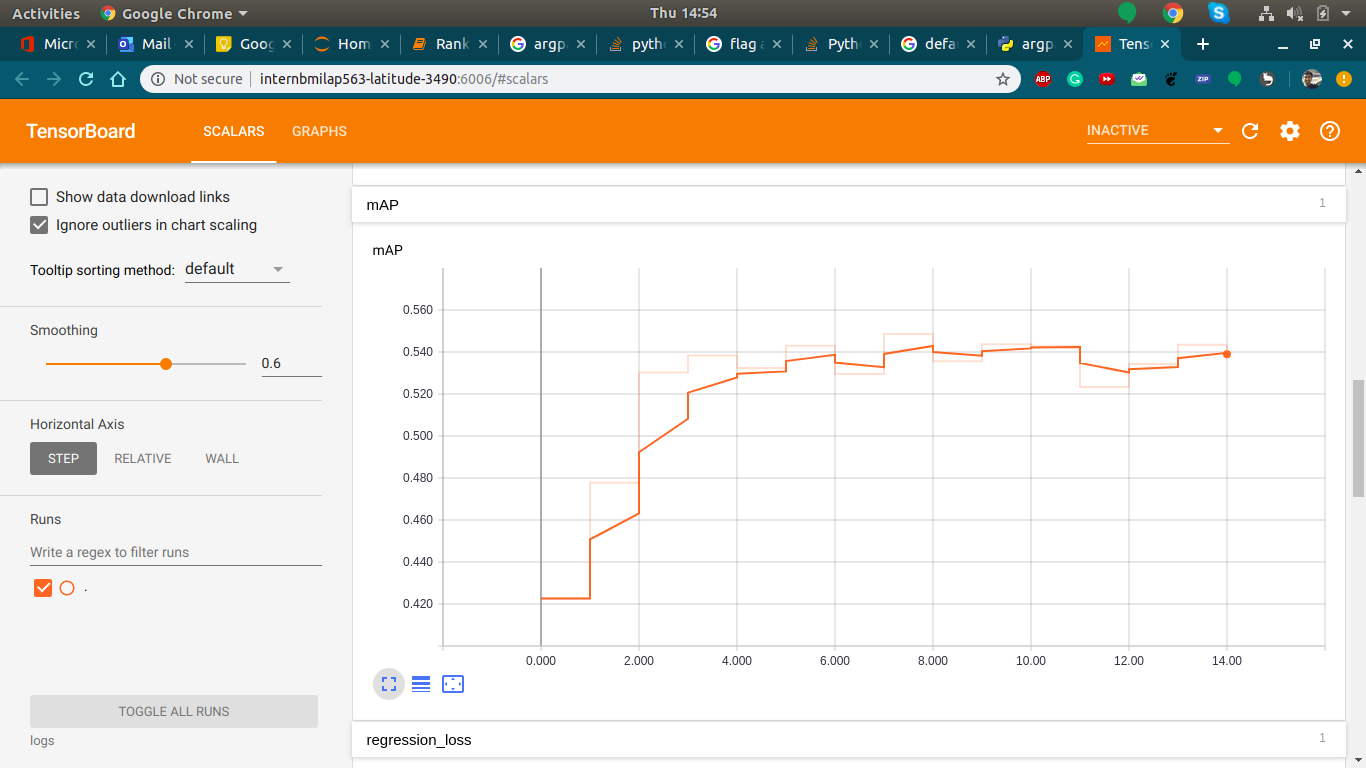 Activities Google Chrome Thu 14:54
Micr Mail Goog Hom Rank argp pytho flag a Pyth defa argp Tens
Not secure internbmilap563-latitude-3490:6006/#scalars ABP ZIP
TensorBoard SCALARS GRAPHS INACTIVE
Show data download links
Ignore outliers in chart scaling
Tooltip sorting method: default
Smoothing
0.6
Horizontal Axis
STEP RELATIVE WALL
Runs
Write a regex to filter runs
.
TOGGLE ALL RUNS
logs
mAP 1
mAP
0.560
0.540
0.520
0.500
0.480
0.460
0.440
0.420
0.000 2.000 4.000 6.000 8.000 10.00 12.00 14.00
regression_loss 1